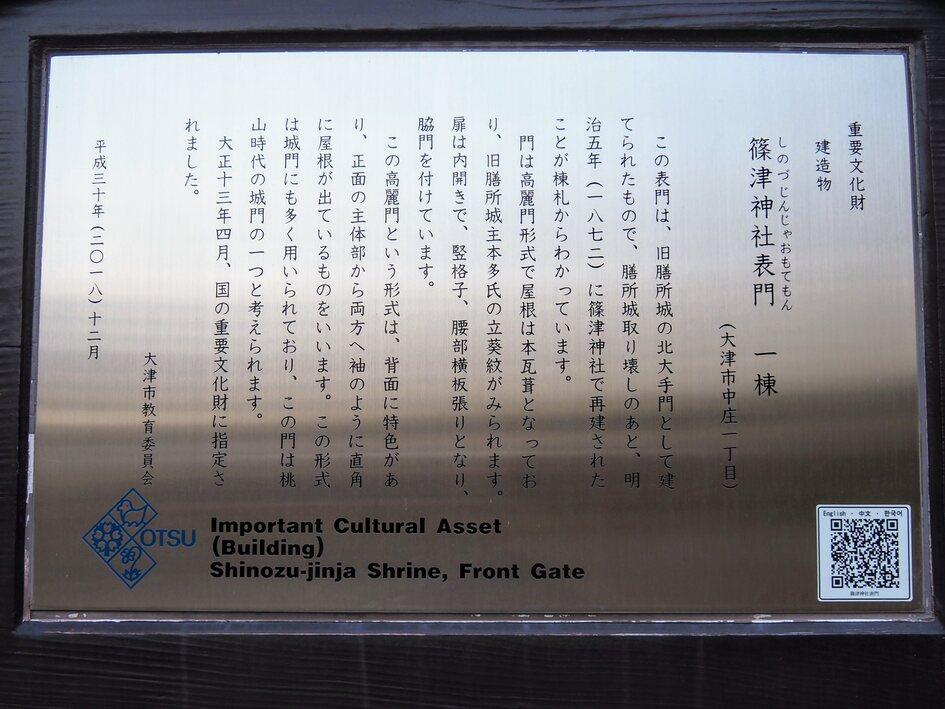 重要文化財
建造物
しのづじんじゃおもてもん
篠津神社表門　一棟
（大津市中庄一丁目）
この表門は、旧膳所城の北大手門として建
てられたもので、膳所城取り壊しのあと、明
治五年（一八七二）に篠津神社で再建された
ことが棟札からわかっています。
門は高麗門形式で屋根は本瓦葺となってお
り、旧膳所城主本多氏の立葵紋がみられます。
扉は内開きで、竪格子、腰部横板張りとなり、
脇門を付けています。
この高麗門という形式は、背面に特色があ
り、正面の主体部から両方へ袖のように直角
に屋根が出ているものをいいます。この形式
は城門にも多く用いられており、この門は桃
山時代の城門の一つと考えられます。
大正十三年四月、国の重要文化財に指定さ
れました。
大津市教育委員会
平成三十年（二〇一八）十二月
OTSU
Important Cultural Asset
(Building)
Shinozu-jinja Shrine, Front Gate
English・中文・한국어
篠津神社表門